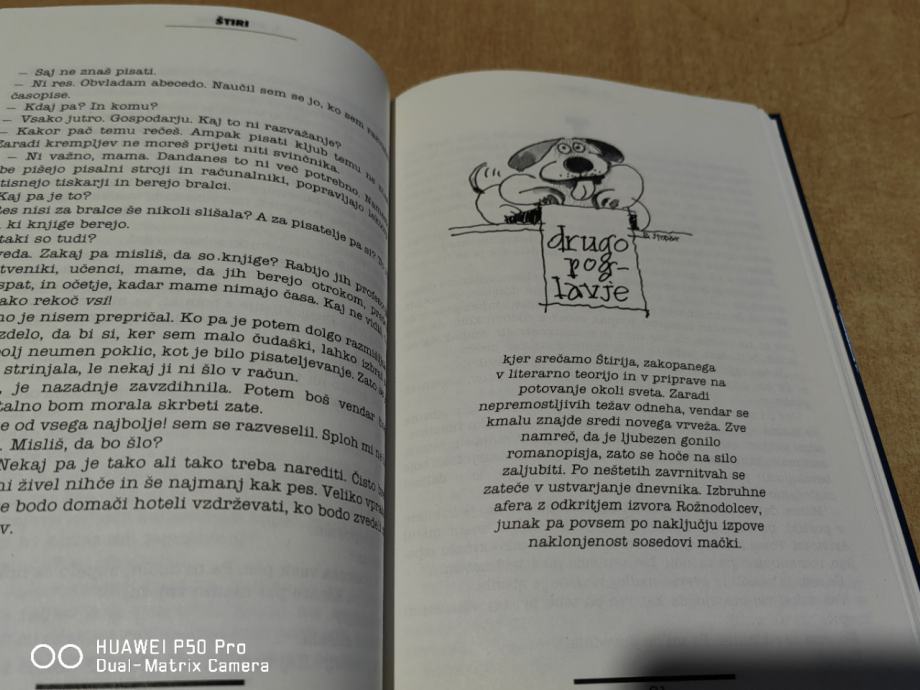 ŠTIRI
— Saj ne znaš pisati.
— Ni res. Obvladam abecedo. Naučil sem se jo, ko sem
časopise.
— Kdaj pa? In komu?
— Vsako jutro. Gospodarju. Kaj to ni razvažanje?
— Kakor pač temu rečeš. Ampak pisati kljub temu ne
Zaradi krempljev ne moreš prijeti niti svinčnika.
— Ni važno, mama. Dandanes to ni več potrebno.
be pišejo pisalni stroji in računalniki, popravljajo
tisnejo tiskarji in berejo bralci.
Kaj pa je to?
nisi za bralce še nikoli slišala? A za pisatelje pa si?
ki knjige berejo.
taki so tudi?
veda. Zakaj pa misliš, da so knjige? Rabijo jih
učenci, mame, da jih berejo otrokom,
spat, in očetje, kadar mame nimajo časa. Kaj ne
rekoč vsi!
je nisem prepričal. Ko pa je potem dolgo
zdelo, da bi si, ker sem malo čudaški, lahko
bolj neumen poklic, kot je bilo pisateljevanje. Zato
strinjala, le nekaj ji ni šlo v račun.
, je nazadnje zavzdihnila. Potem boš vendar
bom morala skrbeti zate.
od vsega najbolje! sem se razveselil. Sploh mi
. Misliš, da bo šlo?
Nekaj pa je tako ali tako treba narediti. Čisto
ni živel nihče in še najmanj kak pes. Veliko
bodo domači hoteli vzdrževati, ko bodo
v.
drugo
pog-
lavje
kjer srečamo Štirija, zakopanega
v literarno teorijo in v priprave na
potovanje okoli sveta. Zaradi
nepremostljivih težav odneha, vendar se
kmalu znajde sredi novega vrveža. Zve
namreč, da je ljubezen gonilo
romanopisja, zato se hoče na silo
zaljubiti. Po neštetih zavrnitvah se
zateče v ustvarjanje dnevnika. Izbruhne
afera z odkritjem izvora Rožnodolcev,
junak pa povsem po naključju izpove
naklonjenost sosedovi mački.
HUAWEI P50 Pro
Dual-Matrix Camera